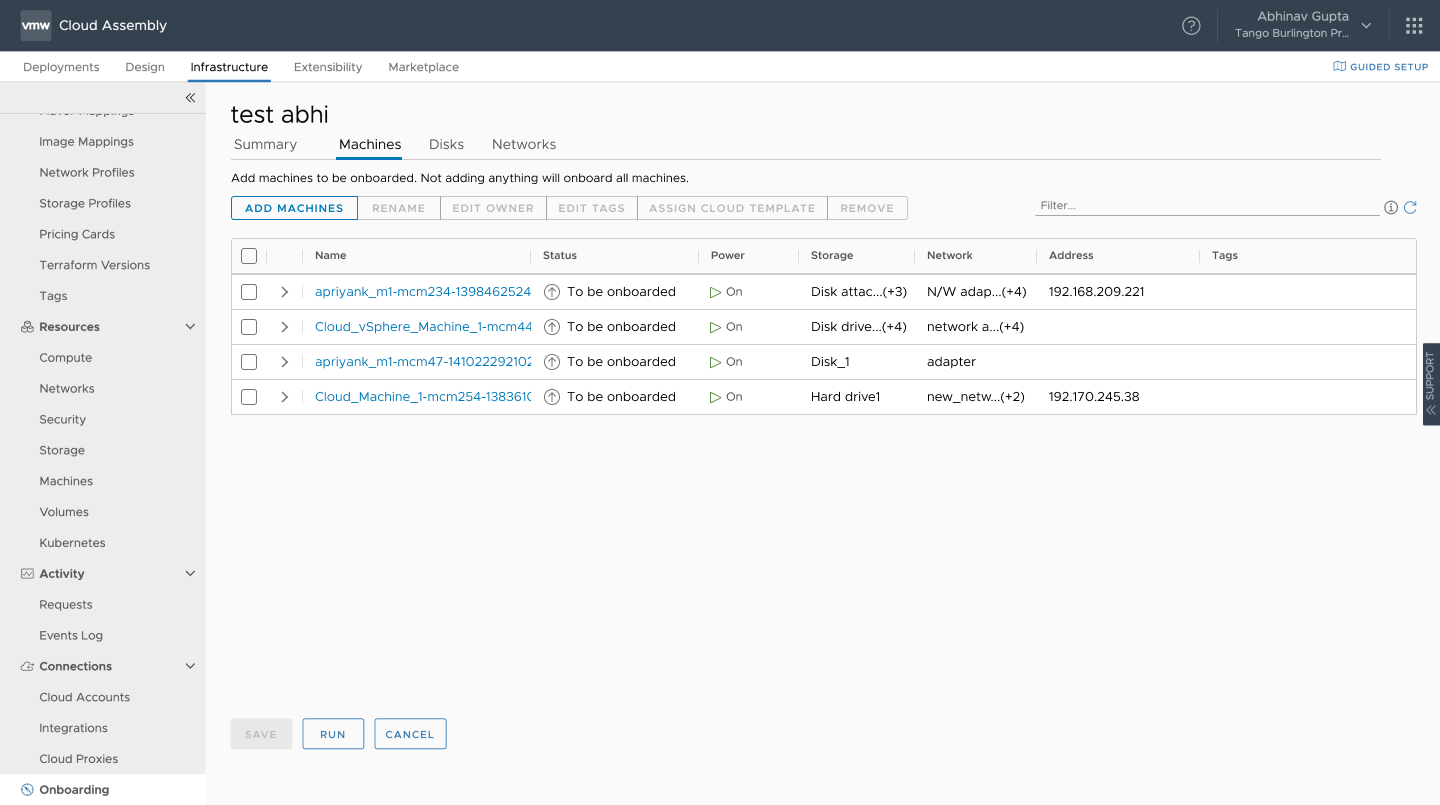 vmw Cloud Assembly
Abhinav Gupta
Tango Burlington Pr...
Deployments Design Infrastructure Extensibility Marketplace
GUIDED SETUP
Image Mappings
Network Profiles
Storage Profiles
Pricing Cards
Terraform Versions
Tags
Resources
Compute
Networks
Security
Storage
Machines
Volumes
Kubernetes
Activity
Requests
Events Log
Connections
Cloud Accounts
Integrations
Cloud Proxies
Onboarding
test abhi
Summary Machines Disks Networks
Add machines to be onboarded. Not adding anything will onboard all machines.
ADD MACHINES RENAME EDIT OWNER EDIT TAGS ASSIGN CLOUD TEMPLATE REMOVE
Filter...
Name Status Power Storage Network Address Tags
apriyank_m1-mcm234-1398462524 To be onboarded On Disk attac...(+3) N/W adap...(+4) 192.168.209.221
Cloud_vSphere_Machine_1-mcm44 To be onboarded On Disk drive...(+4) network a...(+4)
apriyank_m1-mcm47-141022292102 To be onboarded On Disk_1 adapter
Cloud_Machine_1-mcm254-1383610 To be onboarded On Hard drive1 new_netw...(+2) 192.170.245.38
SUPPORT
SAVE RUN CANCEL